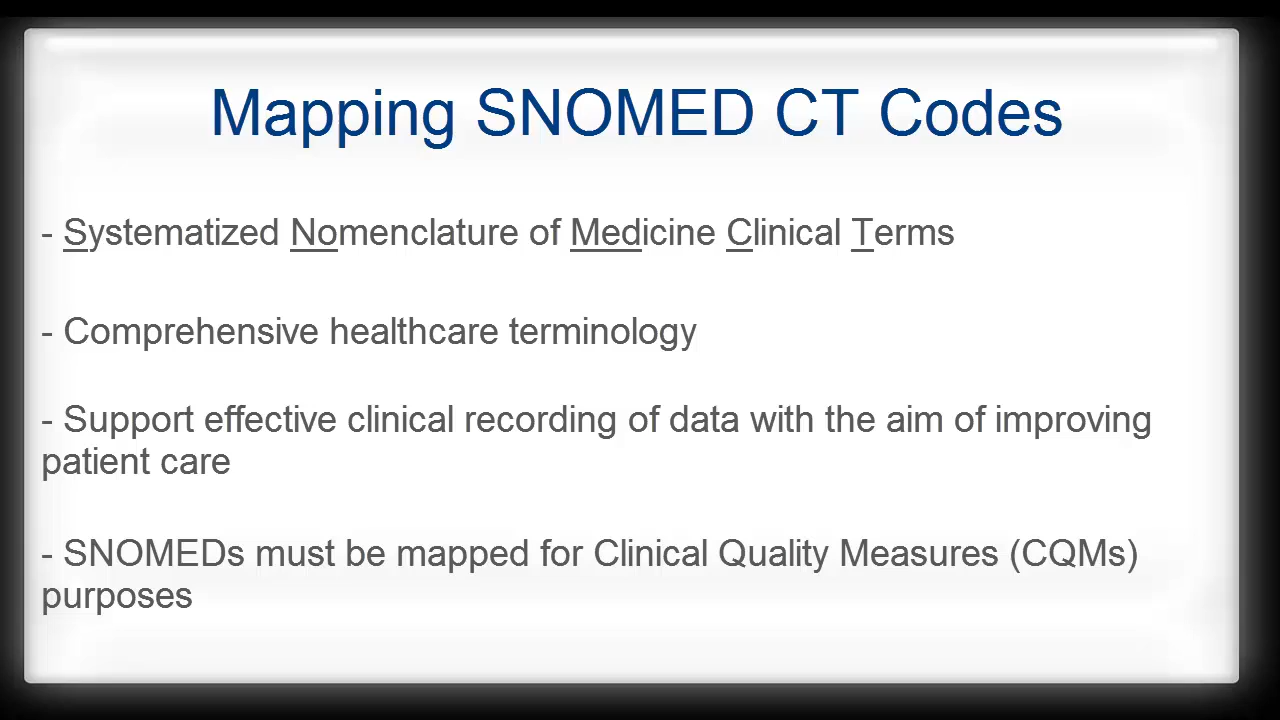 Mapping SNOMED CT Codes
- Systematized Nomenclature of Medicine Clinical Terms
- Comprehensive healthcare terminology
- Support effective clinical recording of data with the aim of improving
patient care
- SNOMEDs must be mapped for Clinical Quality Measures (CQMs)
purposes